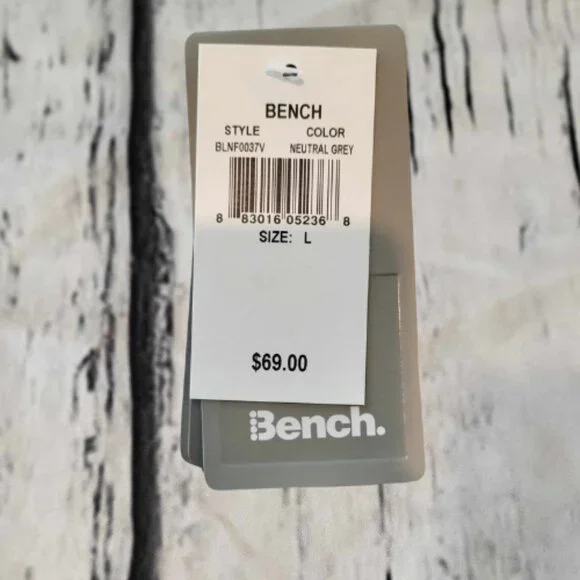 BENCH
STYLE COLOR
BLNF0037V NEUTRAL GREY
8 83016 05236 8
SIZE: L
$69.00
Bench.